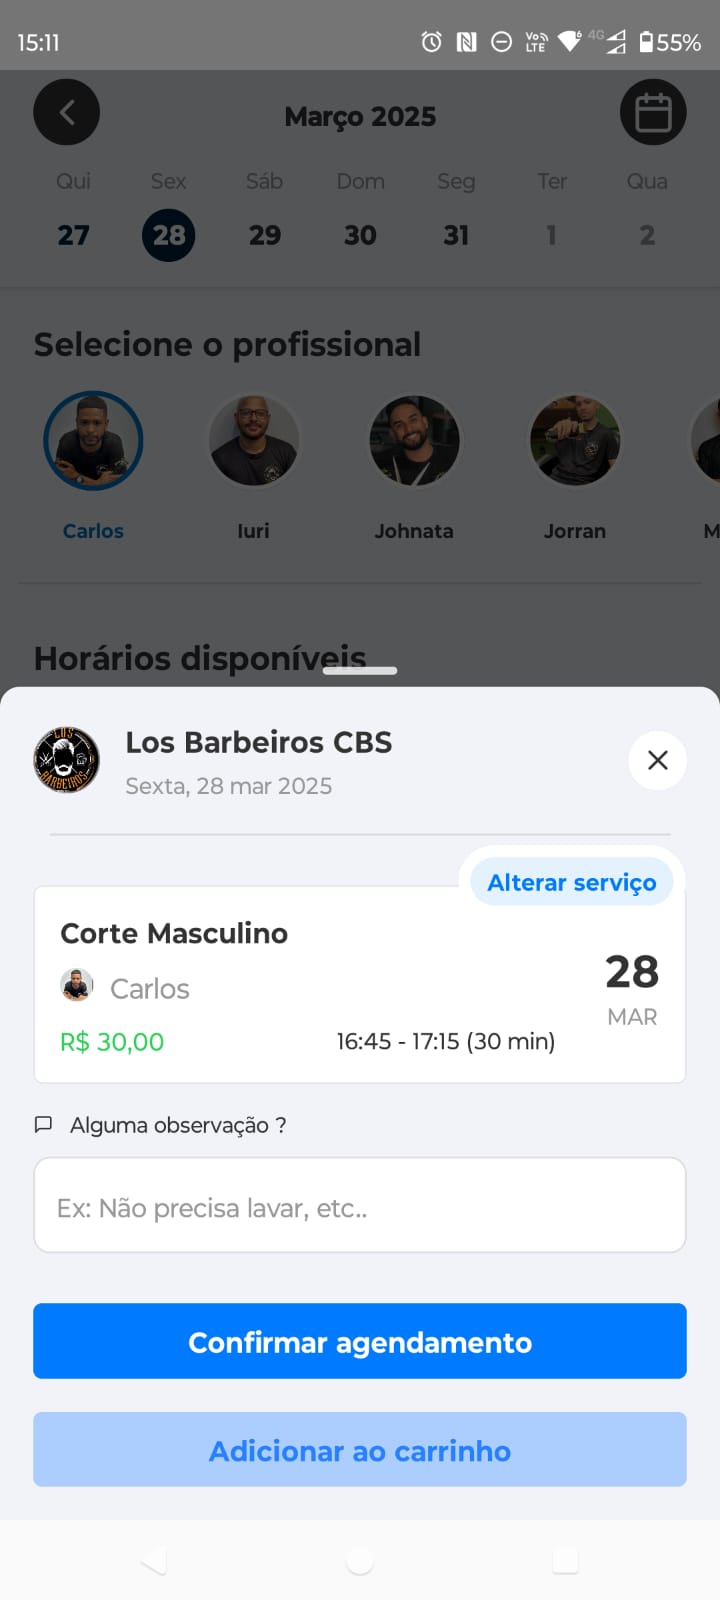 15:11
Vo LTE
4G
55%
Março 2025
Qui Sex Sáb Dom Seg Ter Qua
27 28 29 30 31 1 2
Selecione o profissional
Carlos Iuri Johnata Jorran M
Horários disponíveis
LOS
BARBEIROS
Los Barbeiros CBS
Sexta, 28 mar 2025
Alterar serviço
Corte Masculino
Carlos
28
MAR
R$ 30,00
16:45 - 17:15 (30 min)
Alguma observação ?
Ex: Não precisa lavar, etc..
Confirmar agendamento
Adicionar ao carrinho